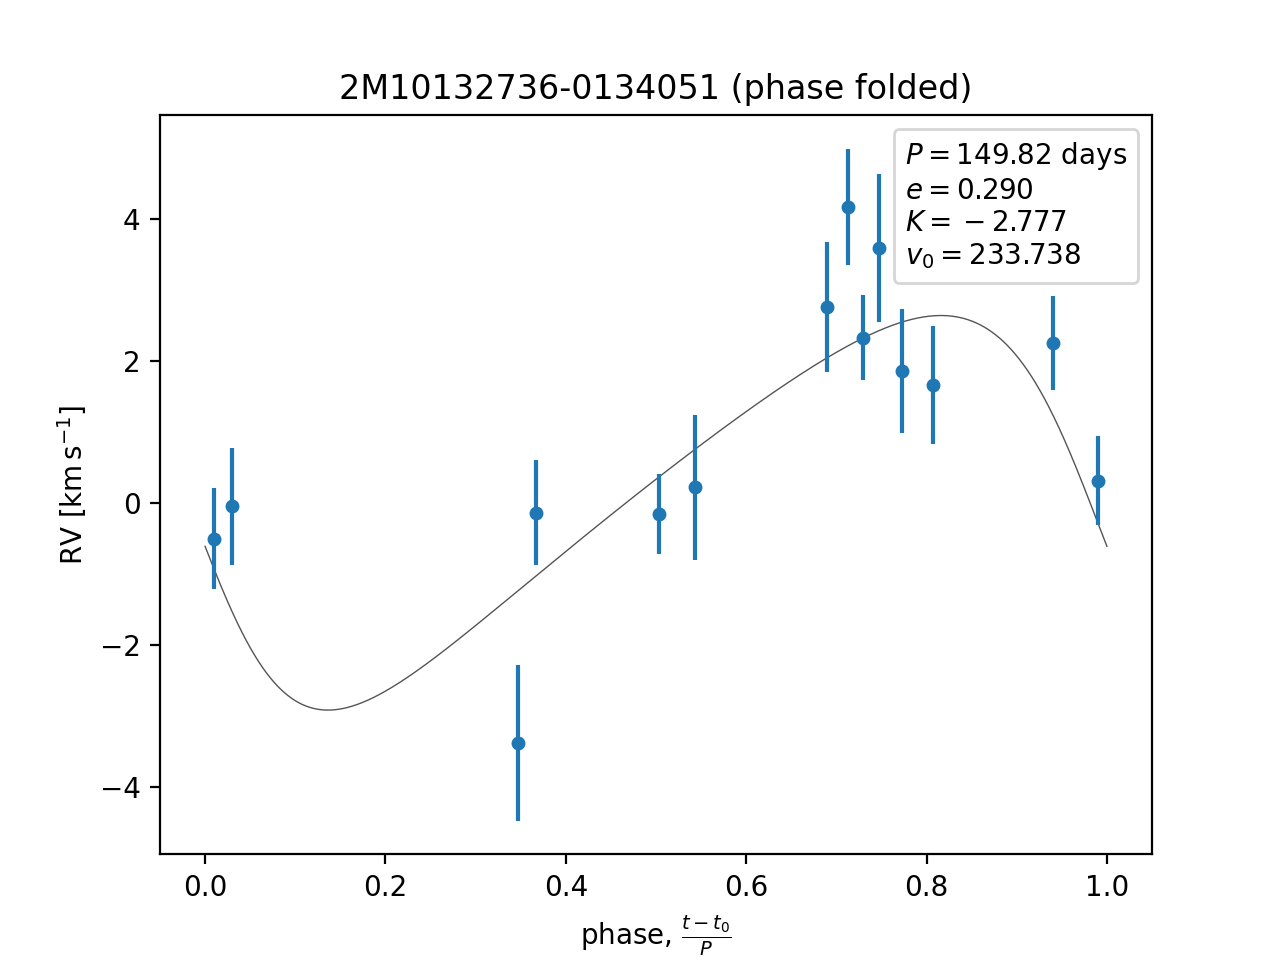 2M10132736-0134051 (phase folded)
P = 149.82 days
e = 0.290
K = −2.777
v₀ = 233.738
4
2
0
−2
−4
RV [km s⁻¹]
0.0 0.2 0.4 0.6 0.8 1.0
phase, (t − t₀)/P